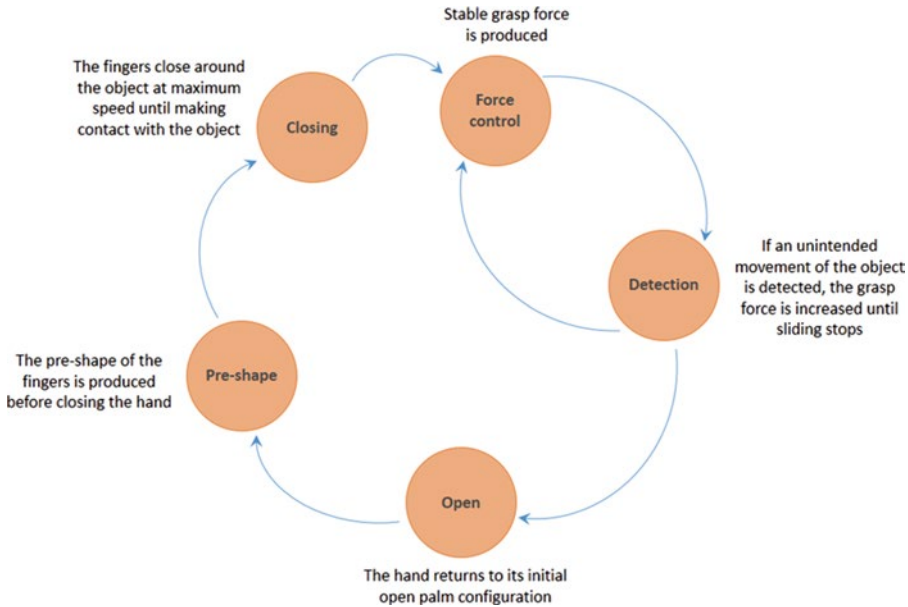 Stable grasp force
is produced
The fingers close around
the object at maximum
speed until making
contact with the object
Closing
Force
control
If an unintended
movement of the object
is detected, the grasp
force is increased until
sliding stops
Detection
The pre-shape of the
fingers is produced
before closing the hand
Pre-shape
Open
The hand returns to its initial
open palm configuration